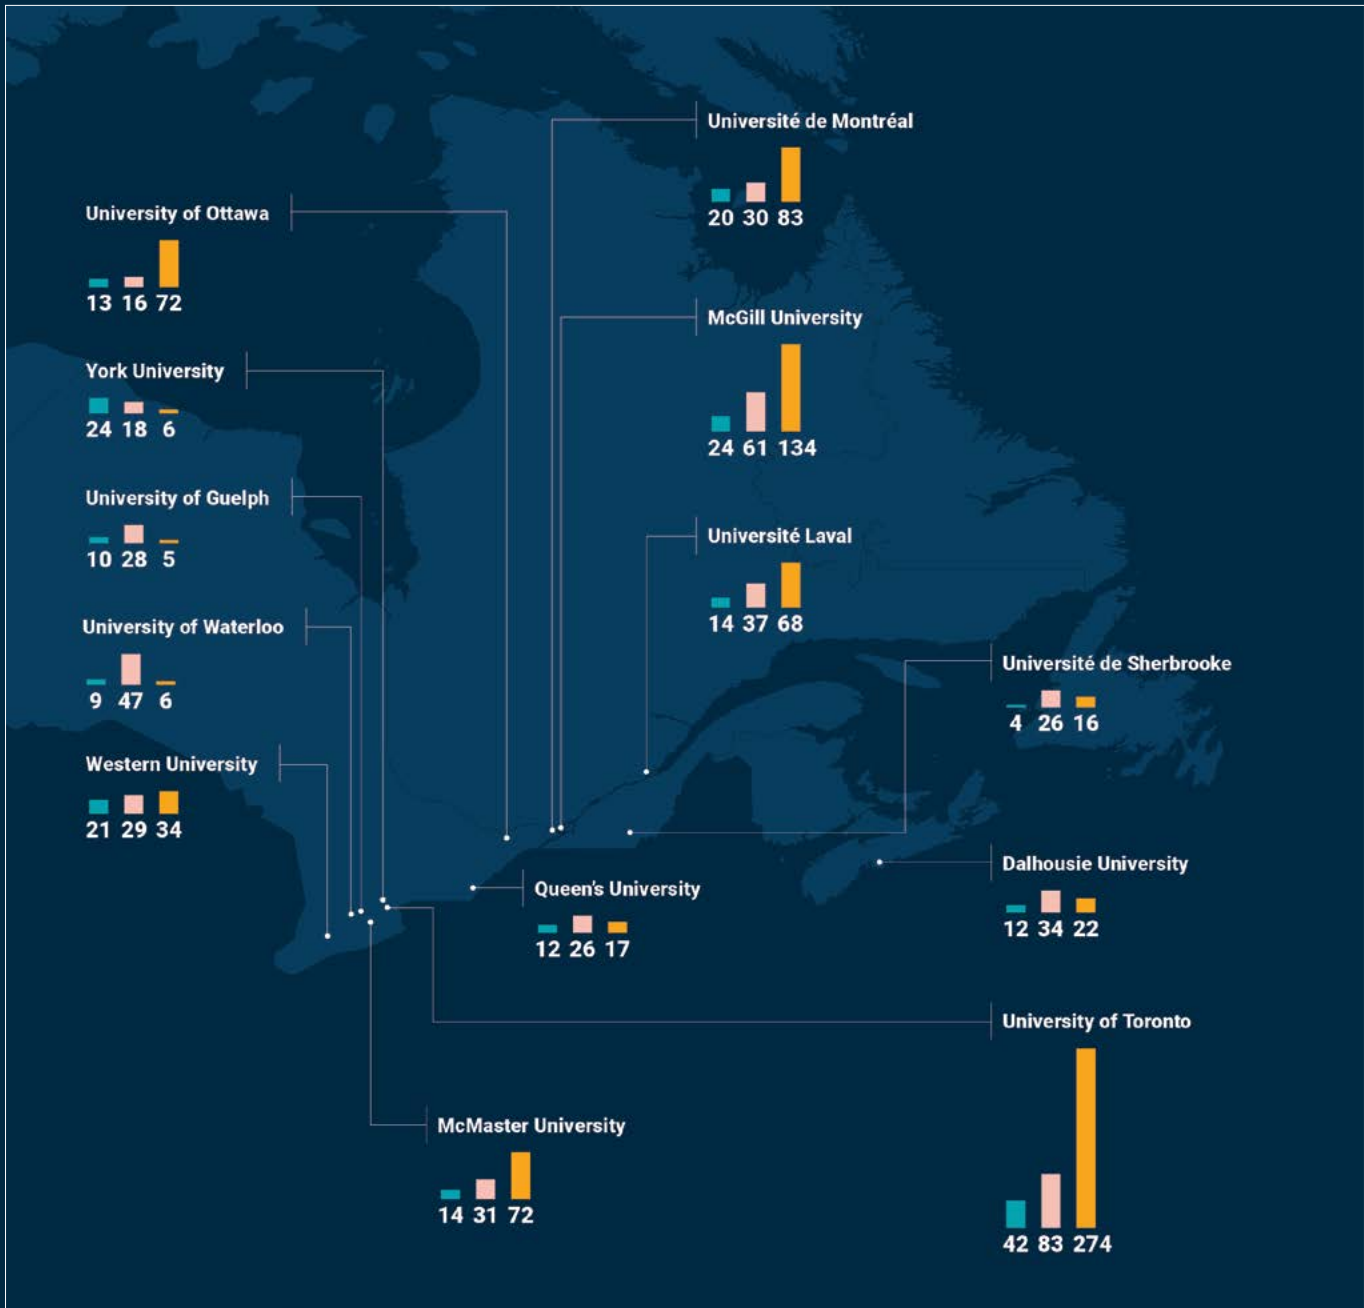 Université de Montréal
20 30 83
University of Ottawa
13 16 72
McGill University
24 61 134
York University
24 18 6
University of Guelph
10 28 5
Université Laval
14 37 68
University of Waterloo
9 47 6
Université de Sherbrooke
4 26 16
Western University
21 29 34
Dalhousie University
12 34 22
Queen's University
12 26 17
University of Toronto
42 83 274
McMaster University
14 31 72